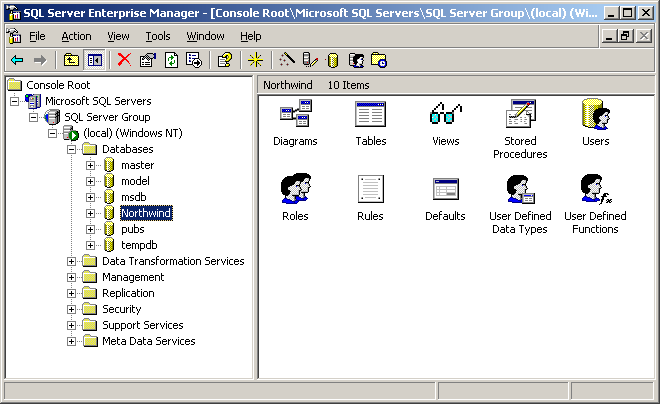 SQL Server Enterprise Manager - [Console Root\Microsoft SQL Servers\SQL Server Group\(local) (Wi...
File Action View Tools Window Help
Console Root
Microsoft SQL Servers
SQL Server Group
(local) (Windows NT)
Databases
master
model
msdb
Northwind
pubs
tempdb
Data Transformation Services
Management
Replication
Security
Support Services
Meta Data Services
Northwind 10 Items
Diagrams
Tables
Views
Stored
Procedures
Users
Roles
Rules
Defaults
User Defined
Data Types
User Defined
Functions